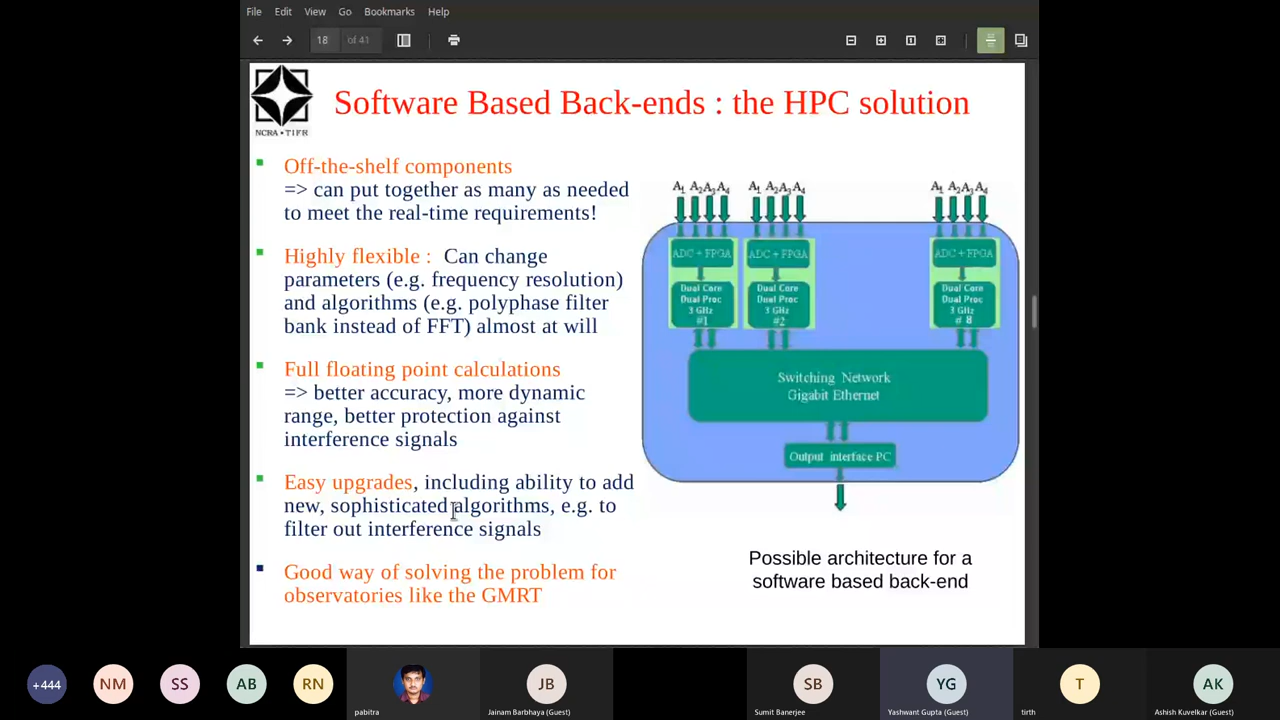 File Edit View Go Bookmarks Help
18 of 41
NCRA • TIFR
Software Based Back-ends : the HPC solution
Off-the-shelf components
=> can put together as many as needed
to meet the real-time requirements!
Highly flexible : Can change
parameters (e.g. frequency resolution)
and algorithms (e.g. polyphase filter
bank instead of FFT) almost at will
Full floating point calculations
=> better accuracy, more dynamic
range, better protection against
interference signals
Easy upgrades, including ability to add
new, sophisticated algorithms, e.g. to
filter out interference signals
Good way of solving the problem for
observatories like the GMRT
A1 A2 A3 A4 A1 A2 A3 A4 A1 A2 A3 A4
ADC + FPGA ADC + FPGA ADC + FPGA
Dual Core Dual Core Dual Core
Dual Proc Dual Proc Dual Proc
3 GHz 3 GHz 3 GHz
#1 #2 # 8
Switching Network
Gigabit Ethernet
Output interface PC
Possible architecture for a
software based back-end
+444 NM SS AB RN JB SB YG T AK
pabitra Jainam Barbhaya (Guest) Sumit Banerjee Yashwant Gupta (Guest) tirth Ashish Kuvelkar (Guest)